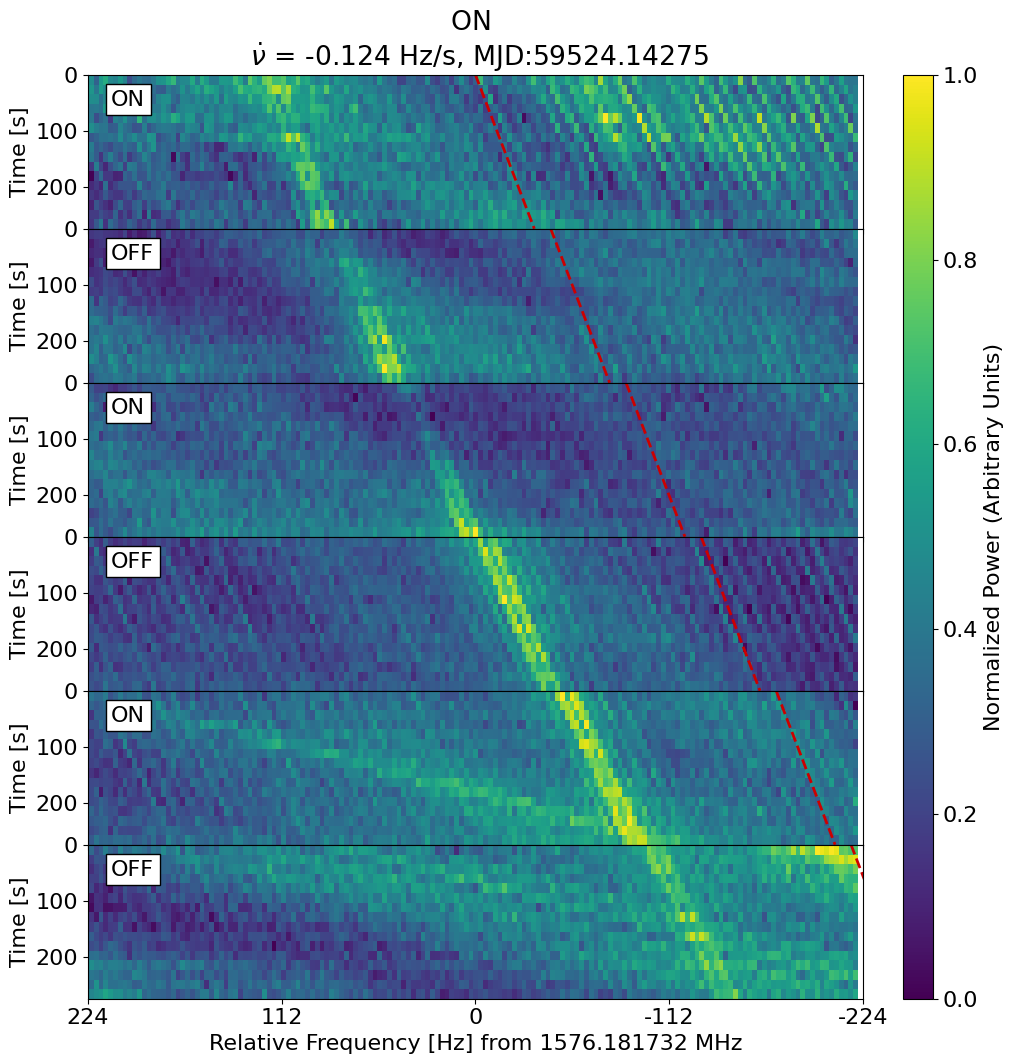 ON
ν̇ = -0.124 Hz/s, MJD:59524.14275
0
ON
100
200
Time [s]
0
OFF
100
200
Time [s]
0
ON
100
200
Time [s]
0
OFF
100
200
Time [s]
0
ON
100
200
Time [s]
0
OFF
100
200
Time [s]
224 112 0 -112 -224
Relative Frequency [Hz] from 1576.181732 MHz
1.0
0.8
0.6
0.4
0.2
0.0
Normalized Power (Arbitrary Units)